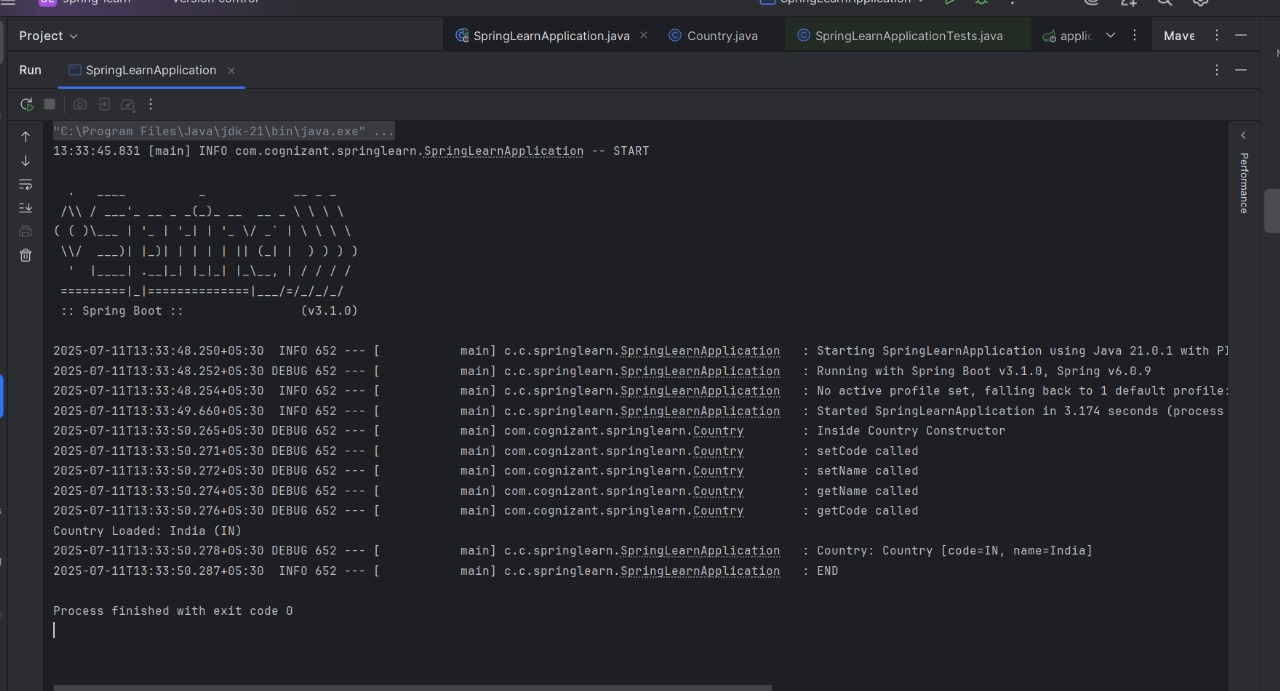 spring-learn Version control SpringLearnApplication
Project SpringLearnApplication.java Country.java SpringLearnApplicationTests.java applic Mave
Run SpringLearnApplication
"C:\Program Files\Java\jdk-21\bin\java.exe" ...
13:33:45.831 [main] INFO com.cognizant.springlearn.SpringLearnApplication -- START
  .   ____          _            __ _ _
 /\\ / ___'_ __ _ _(_)_ __  __ _ \ \ \ \
( ( )\___ | '_ | '_| | '_ \/ _` | \ \ \ \
 \\/  ___)| |_)| | | | | || (_| |  ) ) ) )
  '  |____| .__|_| |_|_| |_\__, | / / / /
 =========|_|==============|___/=/_/_/_/
 :: Spring Boot ::                (v3.1.0)
2025-07-11T13:33:48.250+05:30  INFO 652 --- [           main] c.c.springlearn.SpringLearnApplication   : Starting SpringLearnApplication using Java 21.0.1 with PI
2025-07-11T13:33:48.252+05:30 DEBUG 652 --- [           main] c.c.springlearn.SpringLearnApplication   : Running with Spring Boot v3.1.0, Spring v6.0.9
2025-07-11T13:33:48.254+05:30  INFO 652 --- [           main] c.c.springlearn.SpringLearnApplication   : No active profile set, falling back to 1 default profile:
2025-07-11T13:33:49.660+05:30  INFO 652 --- [           main] c.c.springlearn.SpringLearnApplication   : Started SpringLearnApplication in 3.174 seconds (process
2025-07-11T13:33:50.265+05:30 DEBUG 652 --- [           main] com.cognizant.springlearn.Country        : Inside Country Constructor
2025-07-11T13:33:50.271+05:30 DEBUG 652 --- [           main] com.cognizant.springlearn.Country        : setCode called
2025-07-11T13:33:50.272+05:30 DEBUG 652 --- [           main] com.cognizant.springlearn.Country        : setName called
2025-07-11T13:33:50.274+05:30 DEBUG 652 --- [           main] com.cognizant.springlearn.Country        : getName called
2025-07-11T13:33:50.276+05:30 DEBUG 652 --- [           main] com.cognizant.springlearn.Country        : getCode called
Country Loaded: India (IN)
2025-07-11T13:33:50.278+05:30 DEBUG 652 --- [           main] c.c.springlearn.SpringLearnApplication   : Country: Country [code=IN, name=India]
2025-07-11T13:33:50.287+05:30  INFO 652 --- [           main] c.c.springlearn.SpringLearnApplication   : END
Process finished with exit code 0
Performance